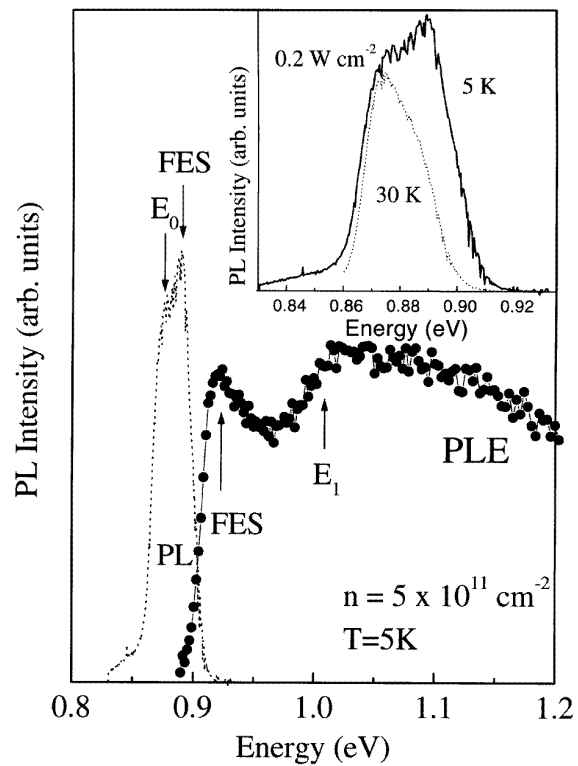 PL Intensity (arb. units)
FES
E₀
PL
FES
E₁
PLE
n = 5 x 10¹¹ cm⁻²
T=5K
0.8 0.9 1.0 1.1 1.2
Energy (eV)
PL Intensity (arb. units)
0.2 W cm⁻²
5 K
30 K
0.84 0.86 0.88 0.90 0.92
Energy (eV)